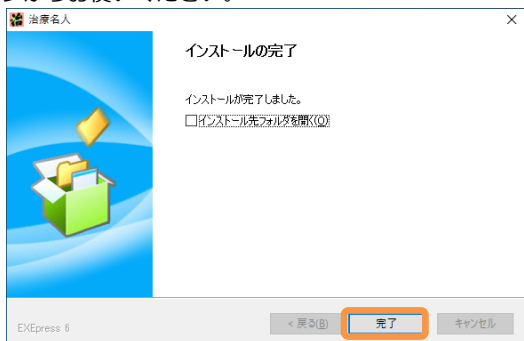 治療名人
インストールの完了
インストールが完了しました。
インストール先フォルダを開く(O)
EXEpress 6
< 戻る(B)
完了
キャンセル